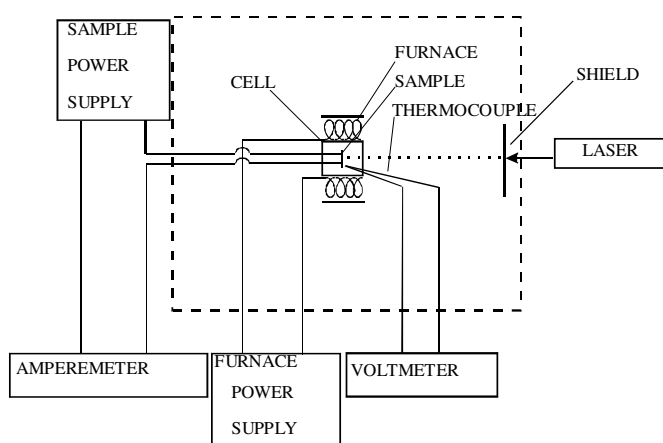 SAMPLE
POWER
SUPPLY
FURNACE
SAMPLE
CELL
THERMOCOUPLE
SHIELD
LASER
AMPEREMETER
FURNACE
POWER
SUPPLY
VOLTMETER